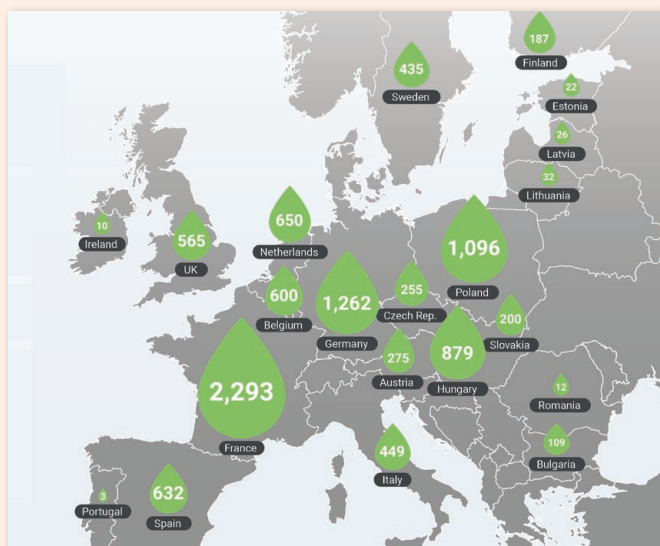 187
Finland
435
Sweden
22
Estonia
26
Latvia
32
Lithuania
10
Ireland
565
UK
650
Netherlands
1,096
Poland
600
Belgium
1,262
Germany
255
Czech Rep.
200
Slovakia
275
Austria
879
Hungary
2,293
France
12
Romania
449
Italy
109
Bulgaria
3
Portugal
632
Spain